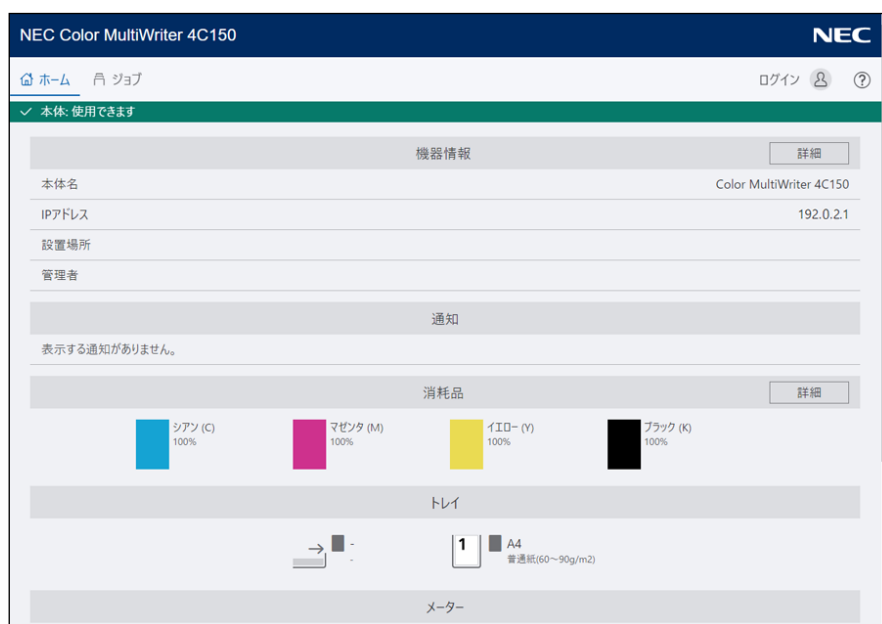 NEC Color MultiWriter 4C150 NEC
ホーム ジョブ ログイン ?
本体: 使用できます
機器情報 詳細
本体名 Color MultiWriter 4C150
IPアドレス 192.0.2.1
設置場所
管理者
通知
表示する通知がありません。
消耗品 詳細
シアン (C) マゼンタ (M) イエロー (Y) ブラック (K)
100% 100% 100% 100%
トレイ
- 1 A4
- 普通紙(60～90g/m2)
メーター